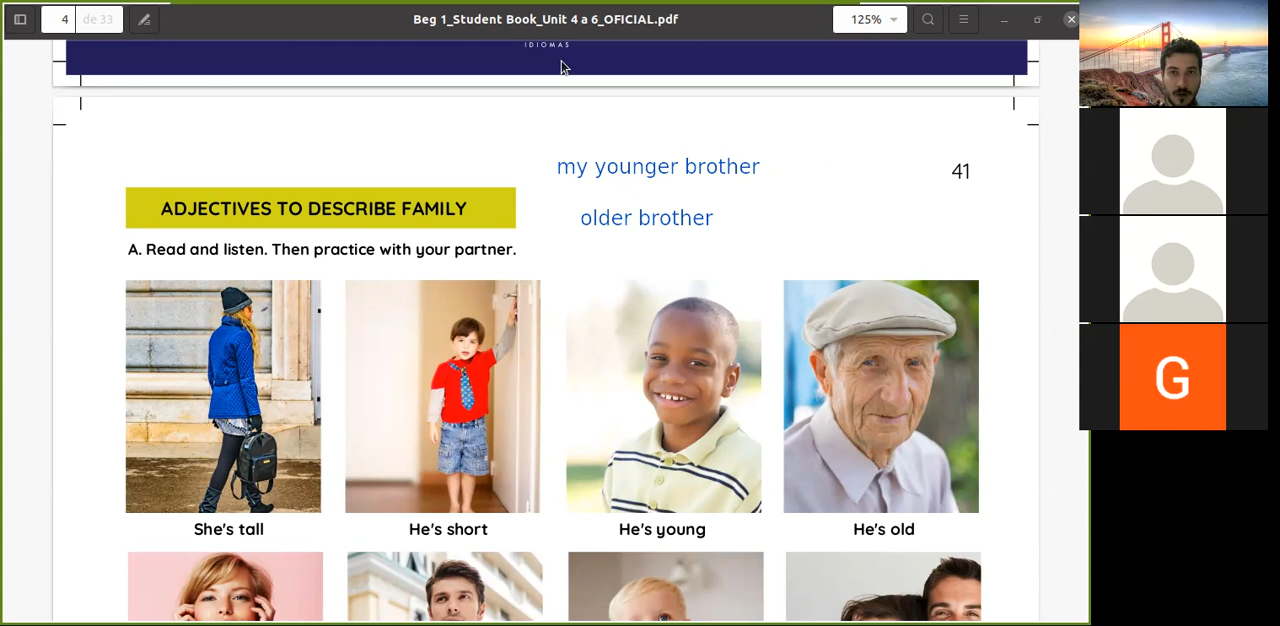 4 de 33
Beg 1_Student Book_Unit 4 a 6_OFICIAL.pdf
125%
IDIOMAS
my younger brother
41
ADJECTIVES TO DESCRIBE FAMILY
older brother
A. Read and listen. Then practice with your partner.
She's tall
He's short
He's young
He's old
G